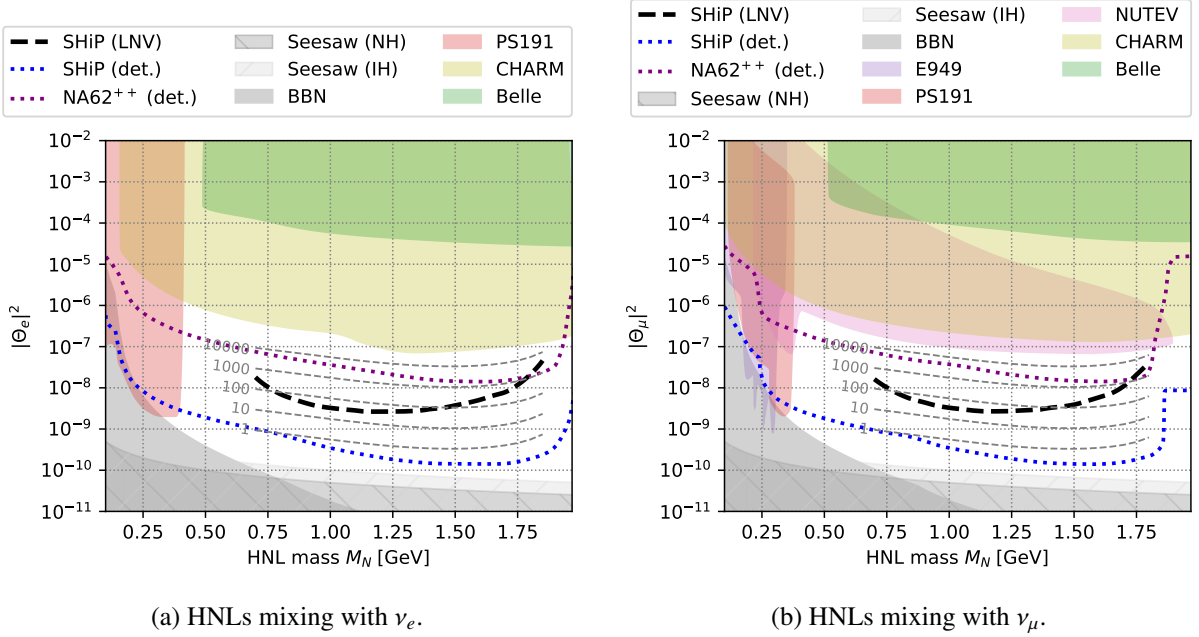 SHiP (LNV)
SHiP (det.)
NA62++ (det.)
Seesaw (NH)
Seesaw (IH)
BBN
PS191
CHARM
Belle
10−2
10−3
10−4
10−5
10−6
10−7
10−8
10−9
10−10
10−11
|Θe|2
10000
1000
100
10
1
0.25 0.50 0.75 1.00 1.25 1.50 1.75
HNL mass MN [GeV]
(a) HNLs mixing with νe.
SHiP (LNV)
SHiP (det.)
NA62++ (det.)
Seesaw (NH)
Seesaw (IH)
BBN
E949
PS191
NUTEV
CHARM
Belle
10−2
10−3
10−4
10−5
10−6
10−7
10−8
10−9
10−10
10−11
|Θμ|2
10000
1000
100
10
1
0.25 0.50 0.75 1.00 1.25 1.50 1.75
HNL mass MN [GeV]
(b) HNLs mixing with νμ.